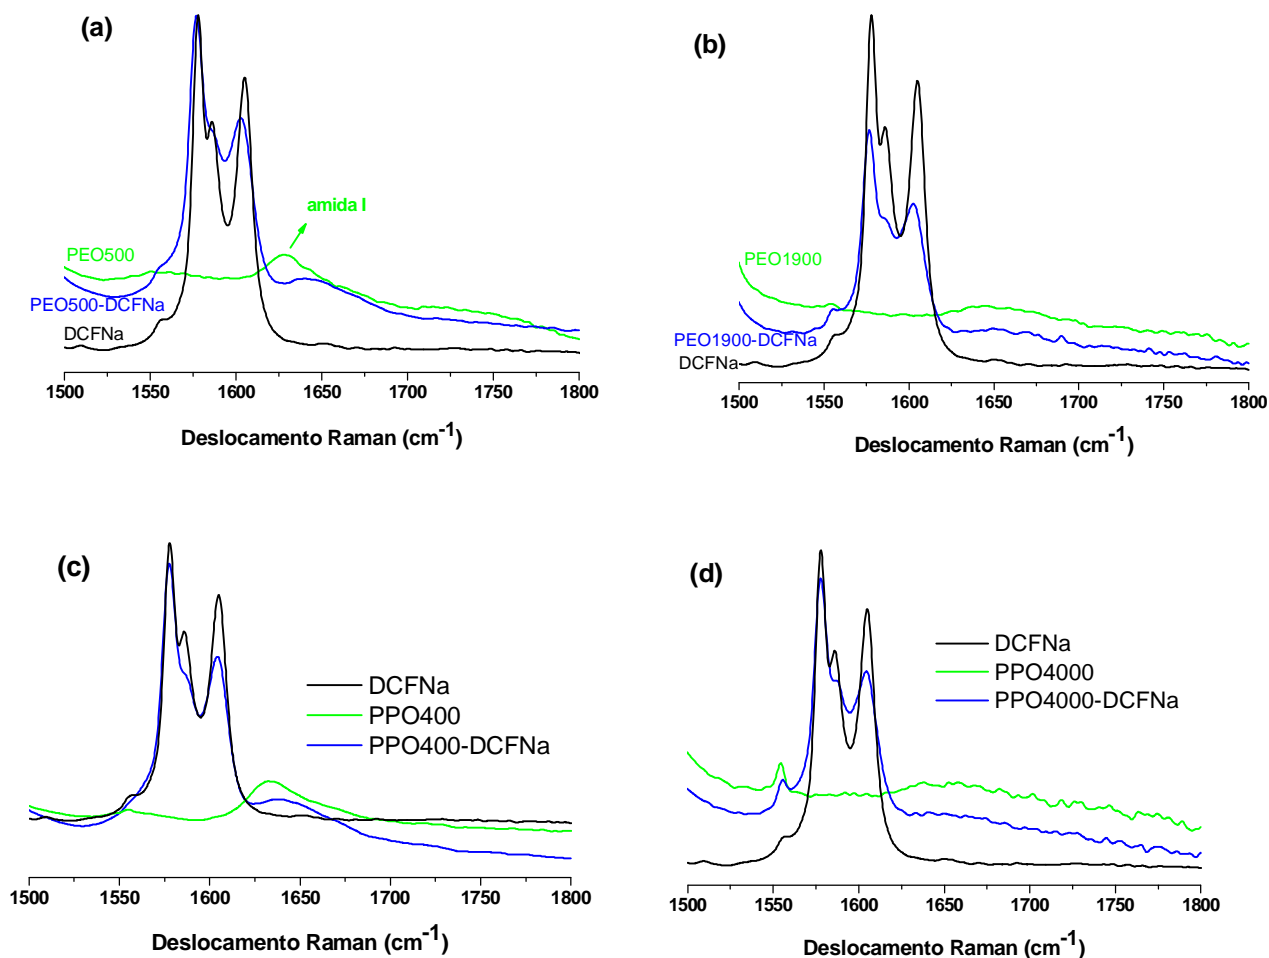 (a)
amida I
PEO500
PEO500-DCFNa
DCFNa
1500 1550 1600 1650 1700 1750 1800
Deslocamento Raman (cm-1)
(b)
PEO1900
PEO1900-DCFNa
DCFNa
1500 1550 1600 1650 1700 1750 1800
Deslocamento Raman (cm-1)
(c)
DCFNa
PPO400
PPO400-DCFNa
1500 1550 1600 1650 1700 1750 1800
Deslocamento Raman (cm-1)
(d)
DCFNa
PPO4000
PPO4000-DCFNa
1500 1550 1600 1650 1700 1750 1800
Deslocamento Raman (cm-1)